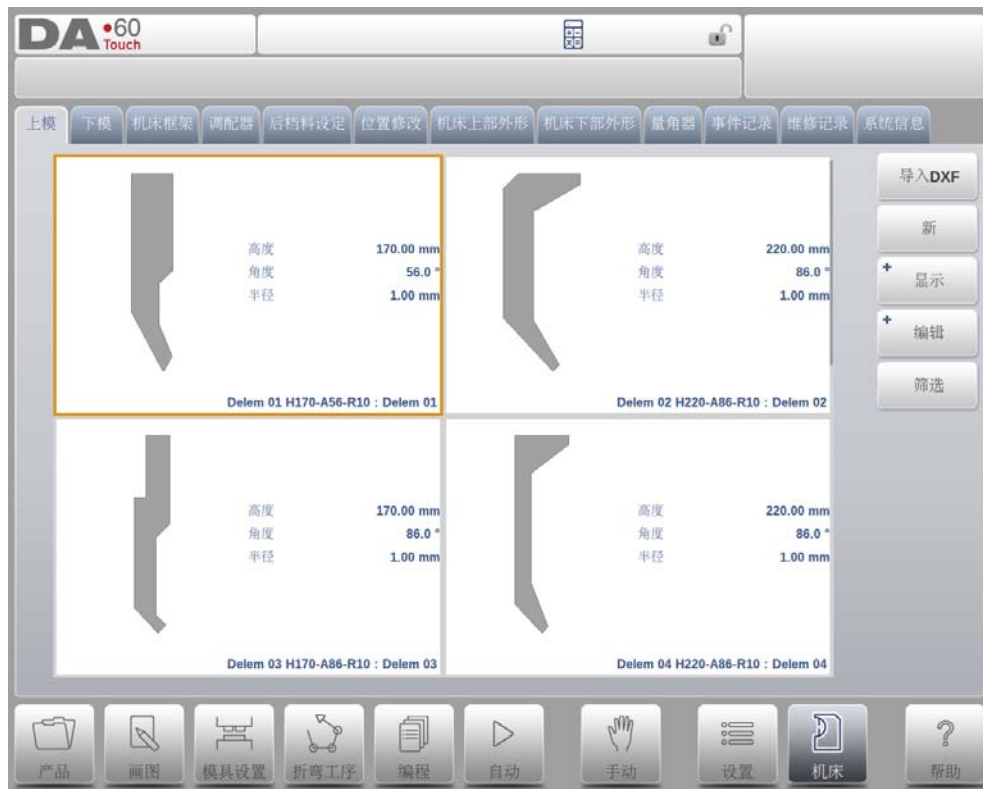 DA•60
Touch
上模 下模 机床框架 调配器 后档料设定 位置修改 机床上部外形 机床下部外形 量角器 事件记录 维修记录 系统信息
高度 170.00 mm
角度 56.0 °
半径 1.00 mm
Delem 01 H170-A56-R10 : Delem 01
高度 220.00 mm
角度 86.0 °
半径 1.00 mm
Delem 02 H220-A86-R10 : Delem 02
高度 170.00 mm
角度 86.0 °
半径 1.00 mm
Delem 03 H170-A86-R10 : Delem 03
高度 220.00 mm
角度 86.0 °
半径 1.00 mm
Delem 04 H220-A86-R10 : Delem 04
导入DXF
新
+ 显示
+ 编辑
筛选
产品 画图 模具设置 折弯工序 编程 自动 手动 设置 机床 帮助